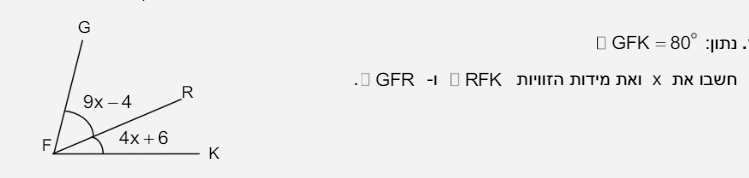 נתון: GFK = 80° .
חשבו את x ואת מידות הזוויות RFK ו- GFR .
G
R
9x – 4
4x + 6
F
K